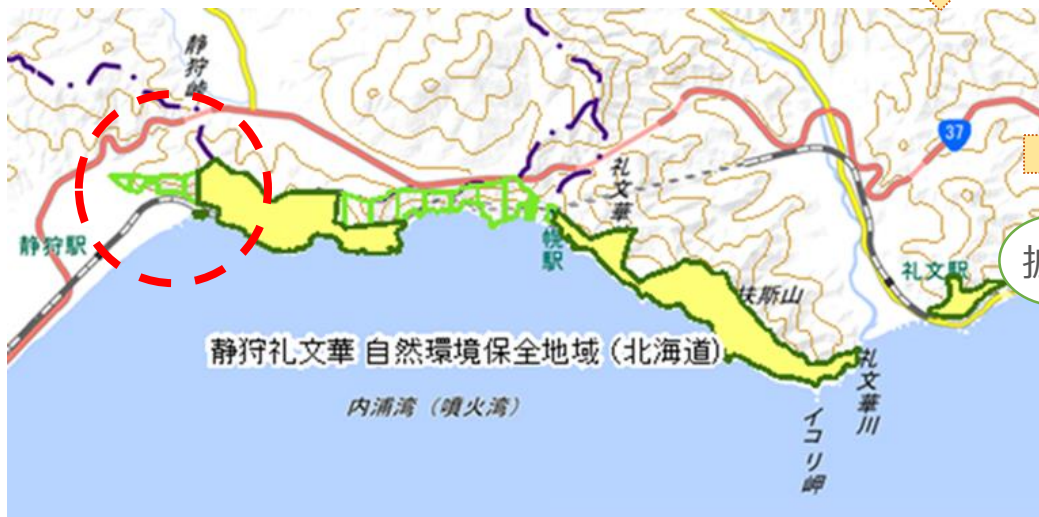 静狩峠
37
礼文華
静狩駅
幌駅
礼文駅
扶斯山
静狩礼文華 自然環境保全地域 (北海道)
内浦湾 (噴火湾)
礼文華川
イコリ岬